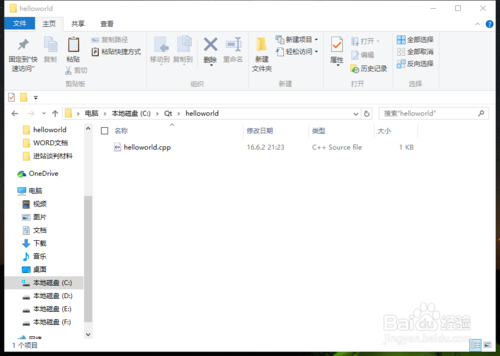 helloworld
文件 主页 共享 查看
固定到"快速访问" 复制 粘贴 复制路径 粘贴快捷方式 剪切 移动到 复制到 删除 重命名 新建文件夹 新建项目 轻松访问 属性 打开 编辑 历史记录 全部选择 全部取消 反向选择
剪贴板 组织 新建 打开 选择
电脑 本地磁盘 (C:) Qt helloworld 搜索"helloworld"
名称 修改日期 类型 大小
helloworld.cpp 16.6.2 21:23 C++ Source file 1 KB
helloworld
WORD文档
进站谈判材料
OneDrive
电脑
视频
图片
文档
下载
音乐
桌面
本地磁盘 (C:)
本地磁盘 (D:)
本地磁盘 (E:)
本地磁盘 (F:)
网络
1 个项目
Baidu 经验
jingyan.baidu.com